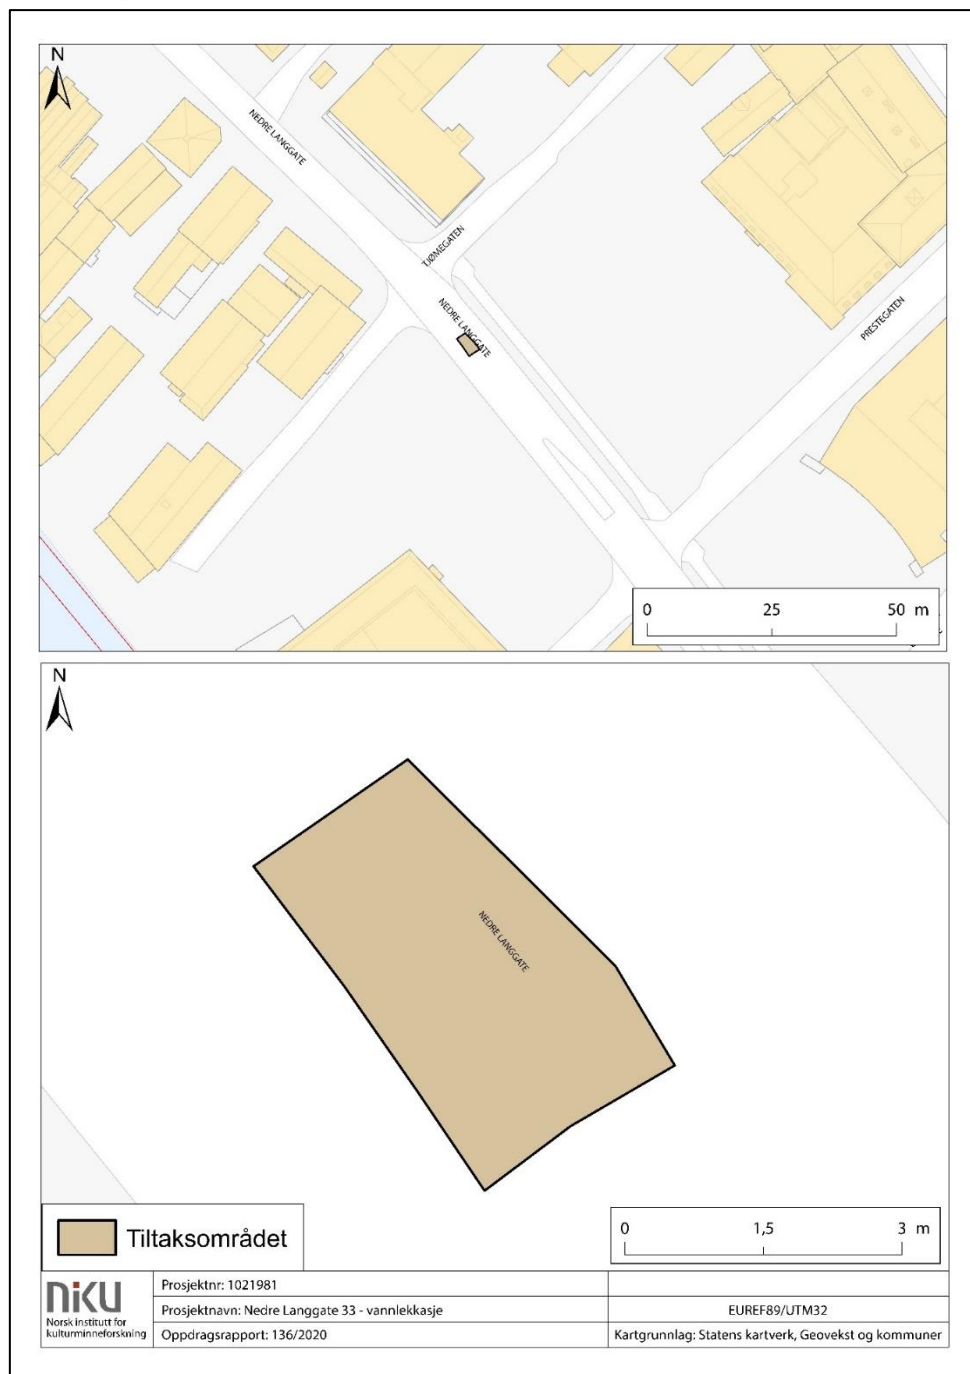 N
NEDRE LANGGATE
TJØMEGATEN
NEDRE LANGGATE
PRESTEGATEN
0 25 50 m
N
NEDRE LANGGATE
Tiltaksområdet
0 1,5 3 m
niku
Norsk institutt for
kulturminneforskning
Prosjektnr: 1021981
Prosjektnavn: Nedre Langgate 33 - vannlekkasje
EUREF89/UTM32
Oppdragsrapport: 136/2020
Kartgrunnlag: Statens kartverk, Geovekst og kommuner